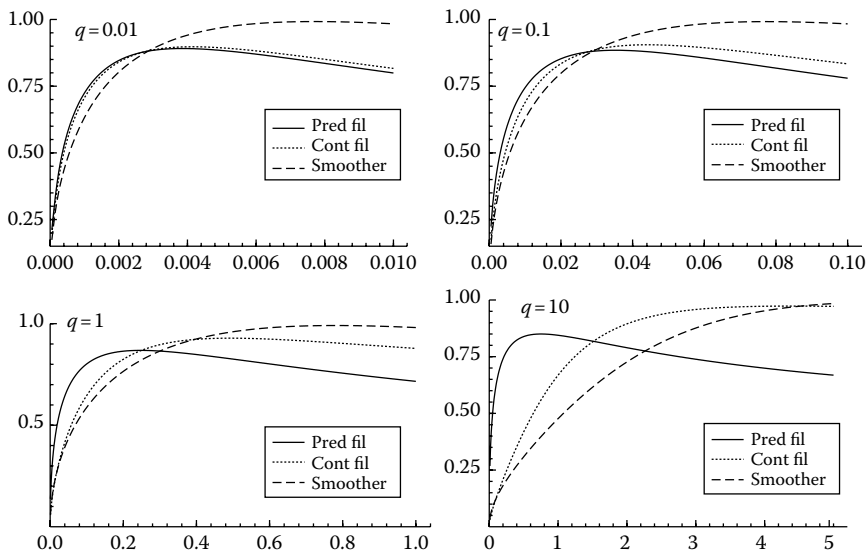 1.00
q = 0.01
0.75
0.50
0.25
Pred fil
Cont fil
Smoother
0.000 0.002 0.004 0.006 0.008 0.010
1.00
q = 0.1
0.75
0.50
0.25
Pred fil
Cont fil
Smoother
0.00 0.02 0.04 0.06 0.08 0.10
1.0
q = 1
0.5
Pred fil
Cont fil
Smoother
0.0 0.2 0.4 0.6 0.8 1.0
1.00
q = 10
0.75
0.50
0.25
Pred fil
Cont fil
Smoother
0 1 2 3 4 5